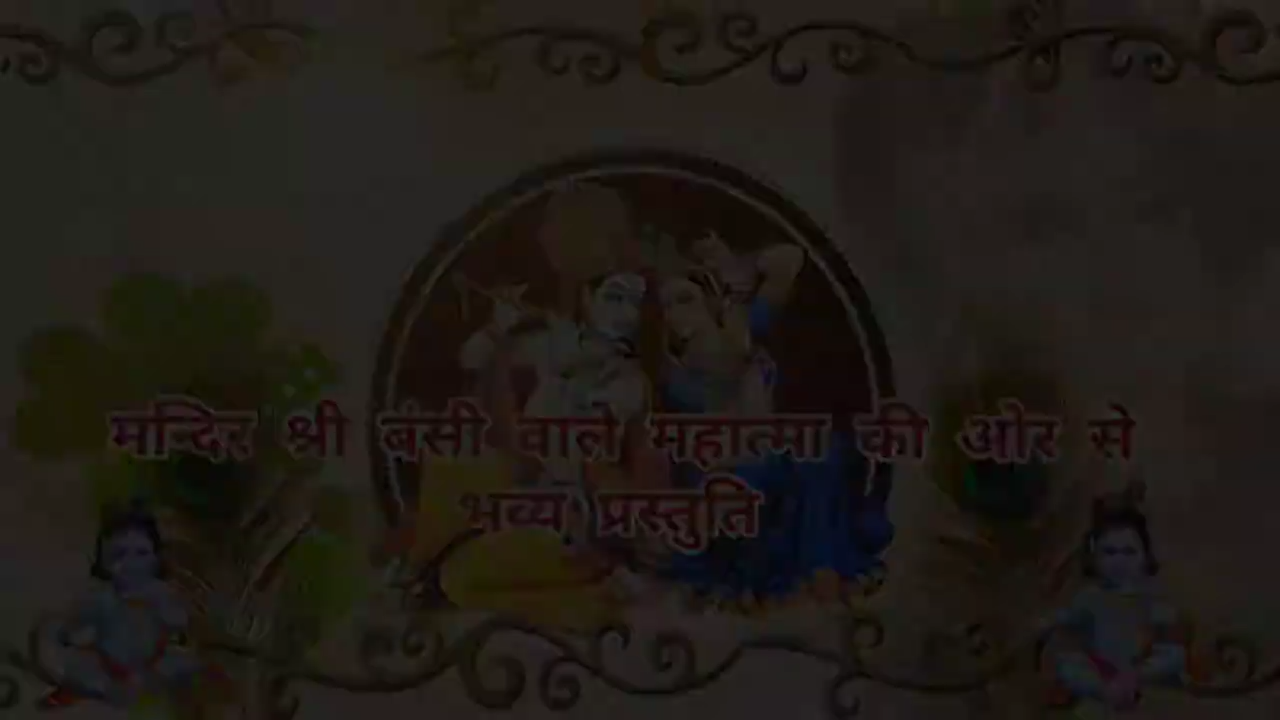 मन्दिर श्री बंसी वाले महात्मा की ओर से
भव्य प्रस्तुति